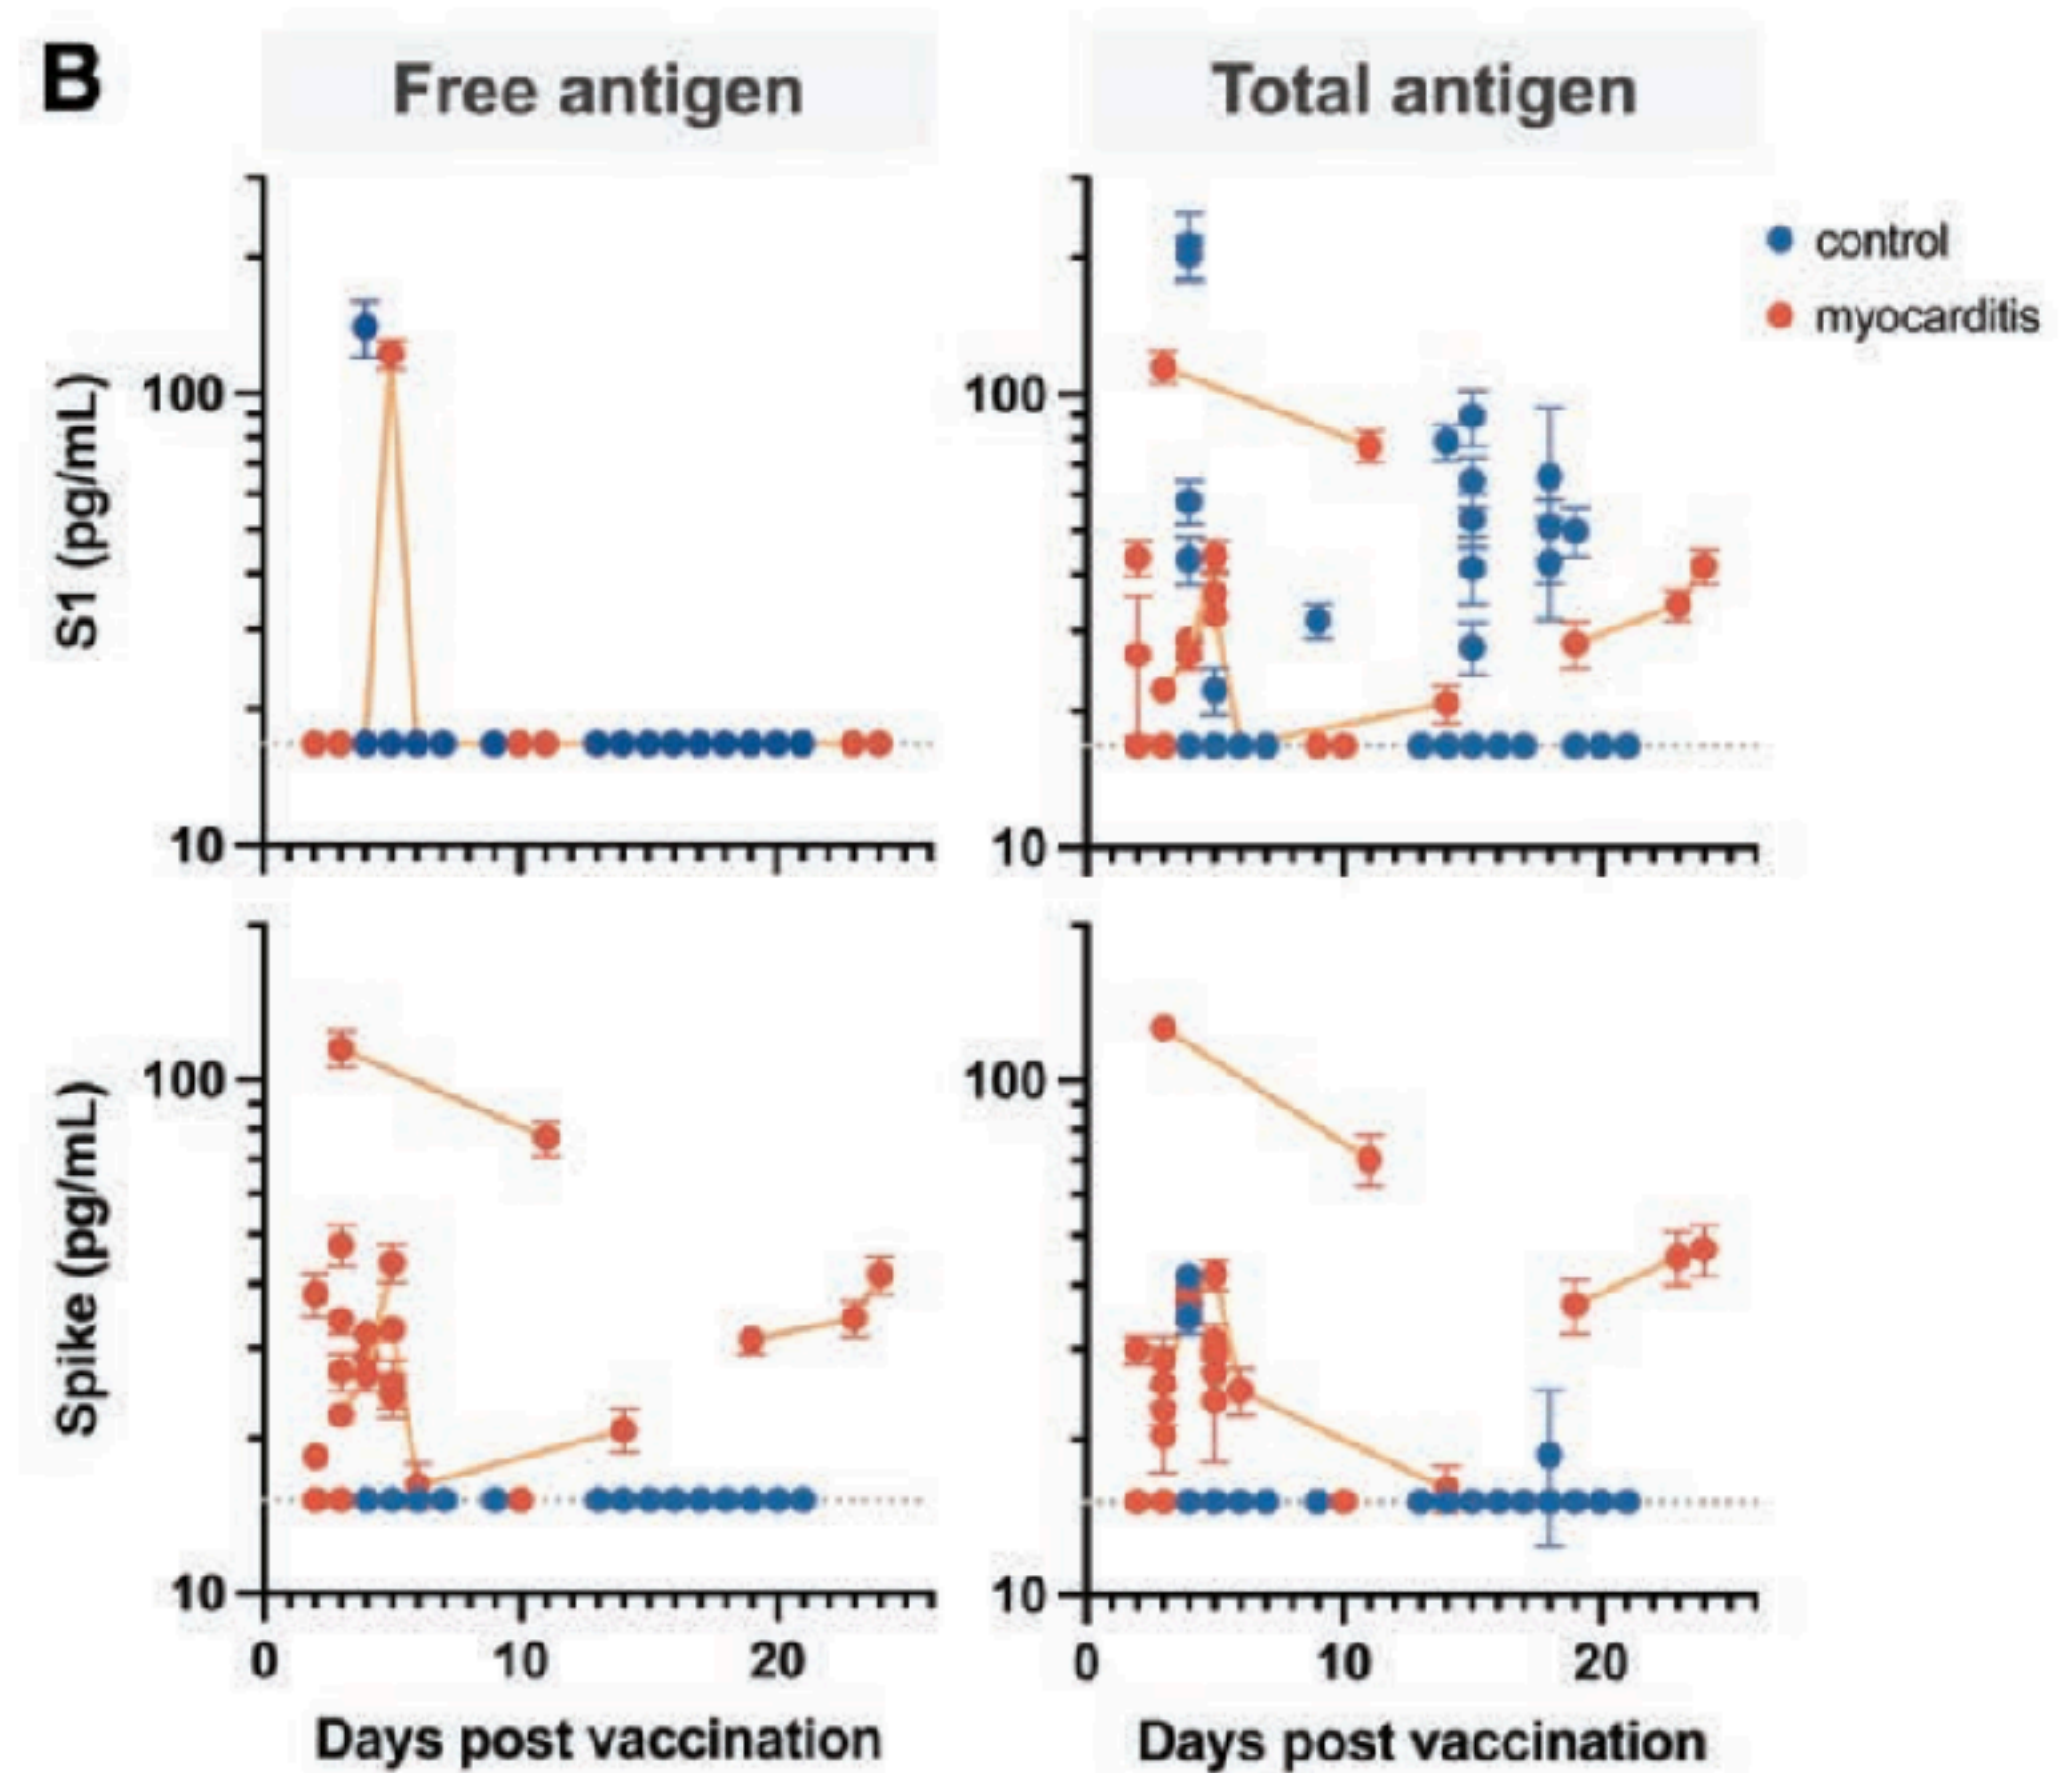 B
Free antigen
Total antigen
control
myocarditis
S1 (pg/mL)
100
10
100
10
Spike (pg/mL)
100
10
0
10
20
Days post vaccination
100
10
0
10
20
Days post vaccination